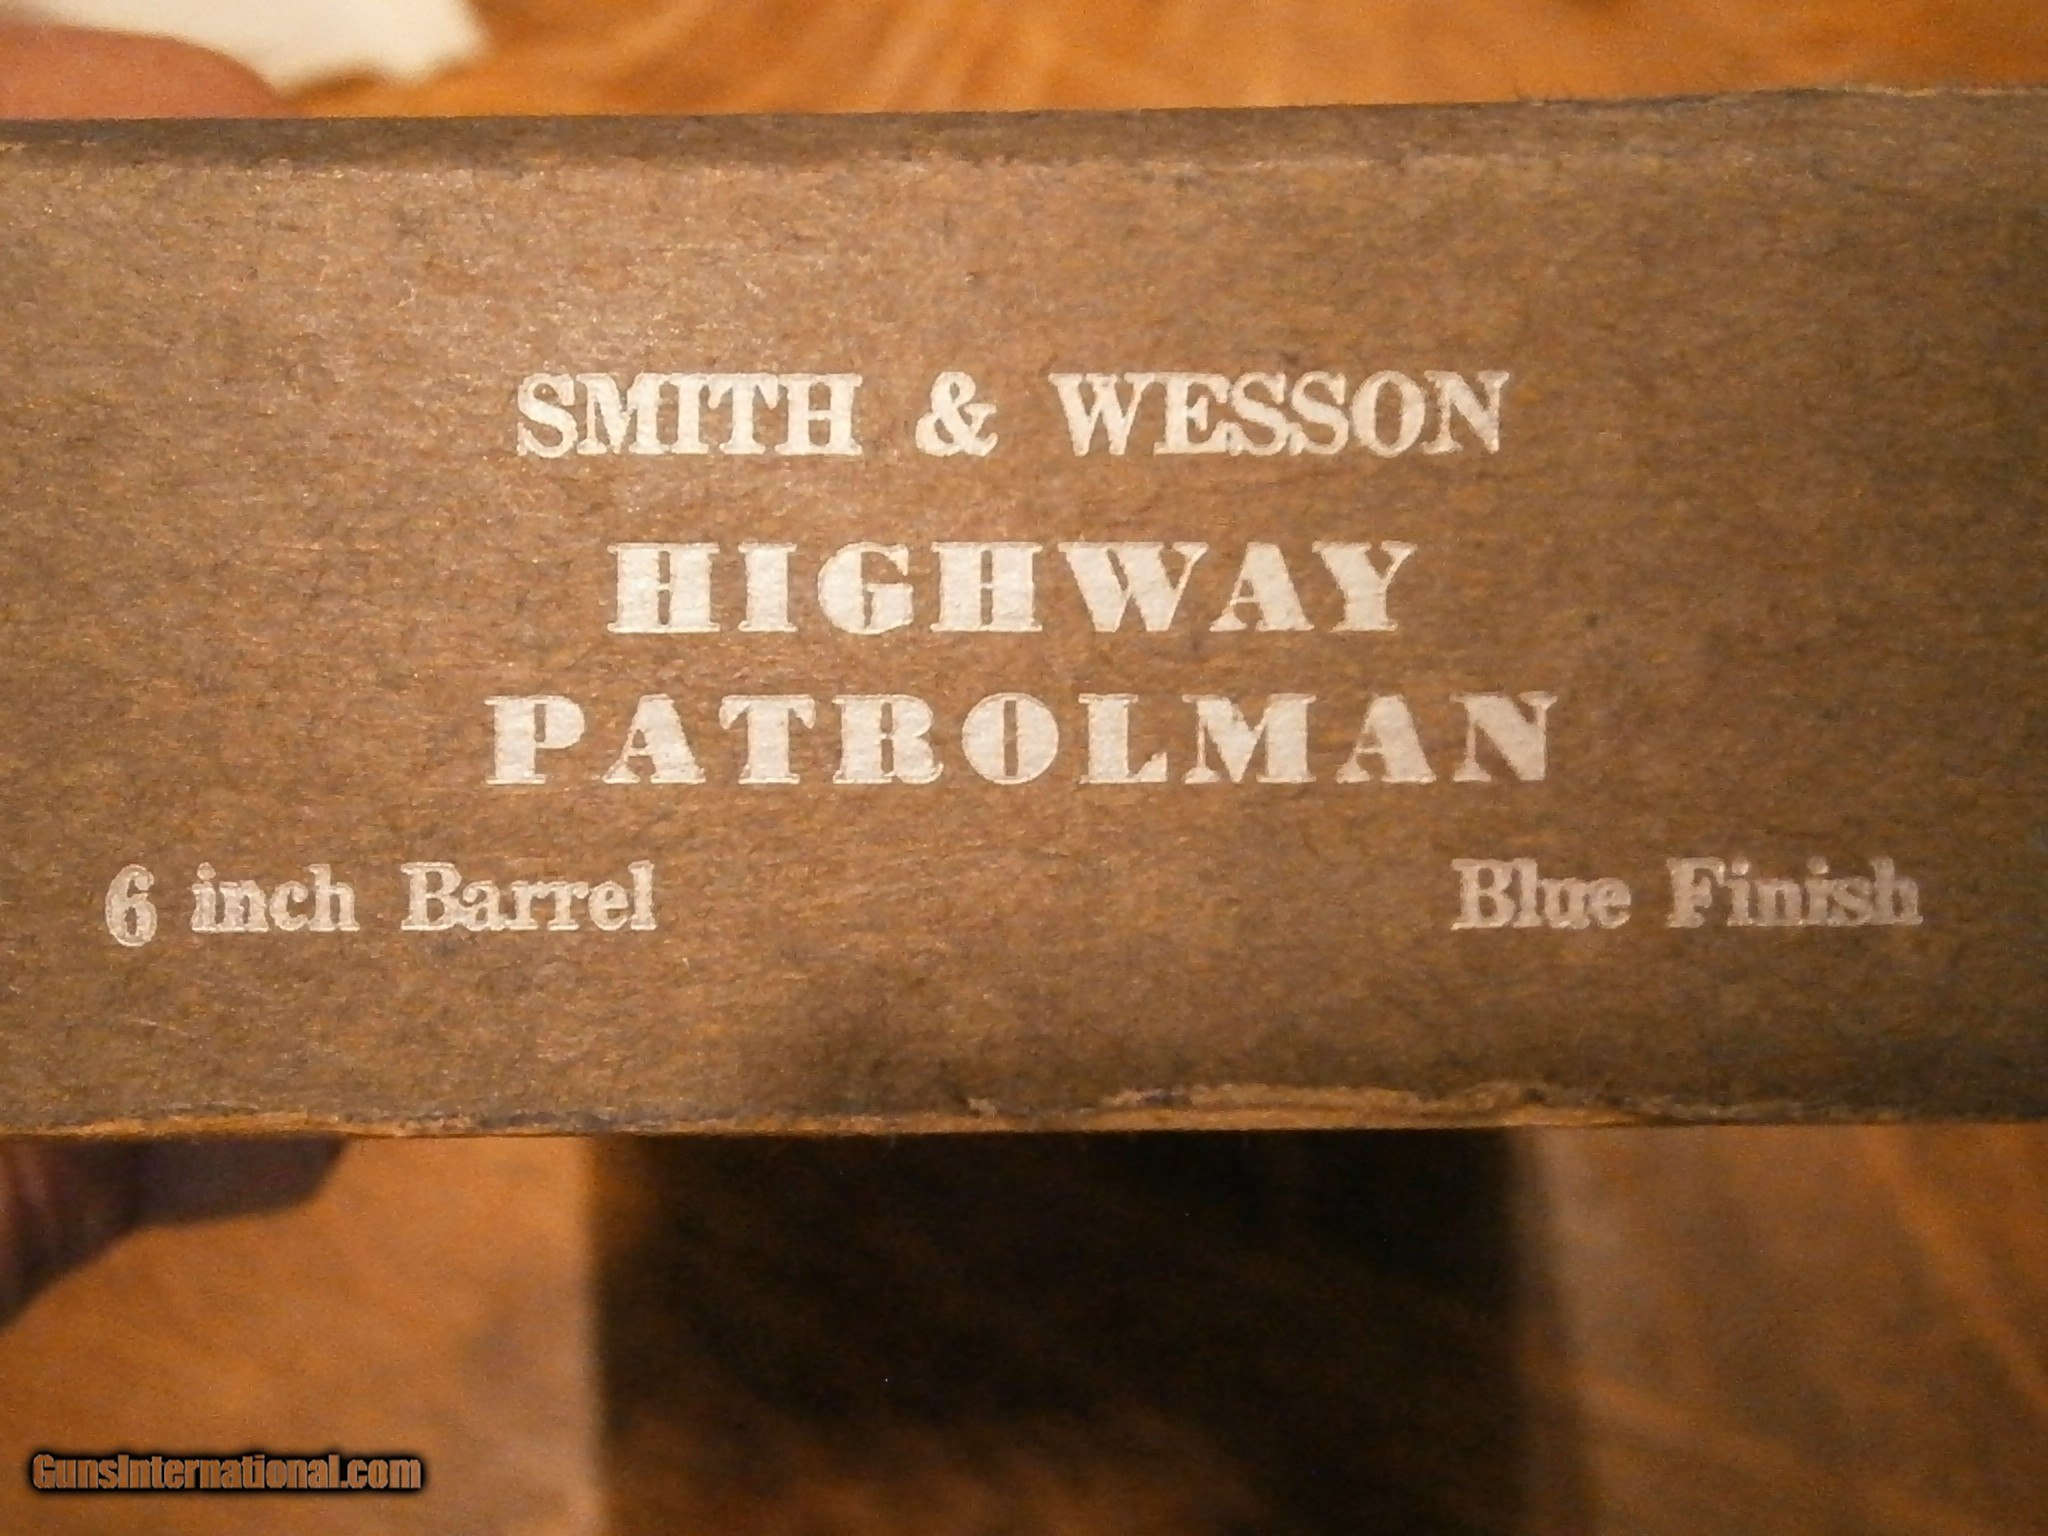 SMITH & WESSON
HIGHWAY
PATROLMAN
6 inch Barrel Blue Finish
GunsInternational.com